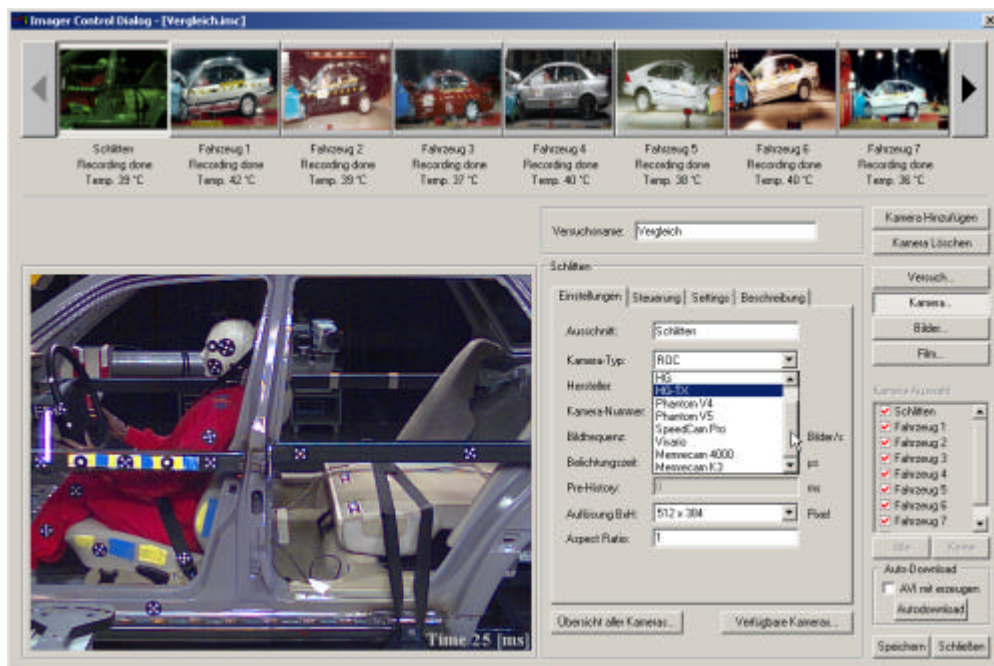 Imager Control Dialog - [Vergleich.imc]
Schlitten
Recording done
Temp. 39 °C
Fahrzeug 1
Recording done
Temp. 42 °C
Fahrzeug 2
Recording done
Temp. 39 °C
Fahrzeug 3
Recording done
Temp. 37 °C
Fahrzeug 4
Recording done
Temp. 40 °C
Fahrzeug 5
Recording done
Temp. 38 °C
Fahrzeug 6
Recording done
Temp. 40 °C
Fahrzeug 7
Recording done
Temp. 36 °C
Versuchsname: Vergleich
Kamera Hinzufügen
Kamera Löschen
Versuch...
Kamera...
Bilder...
Film...
Schlitten
Einstellungen Steuerung Settings Beschreibung
Ausschnitt: Schlitten
Kamera-Typ: ROC
Hersteller:
Kamera-Nummer:
Bildfrequenz: Bilder/s
Belichtungszeit: µs
Pre-History: 0 ms
Auflösung BxH: 512 x 384 Pixel
Aspect Ratio: 1
HG
HG-TX
Phantom V4
Phantom V5
SpeedCam Pro
Visario
Memrecam 4000
Memrecam K3
Übersicht aller Kameras...
Verfügbare Kameras...
Kamera Auswahl
Schlitten
Fahrzeug 1
Fahrzeug 2
Fahrzeug 3
Fahrzeug 4
Fahrzeug 5
Fahrzeug 6
Fahrzeug 7
Alle Keine
Auto-Download
AVI mit erzeugen
Autodownload
Speichern Schließen
Time 25 [ms]